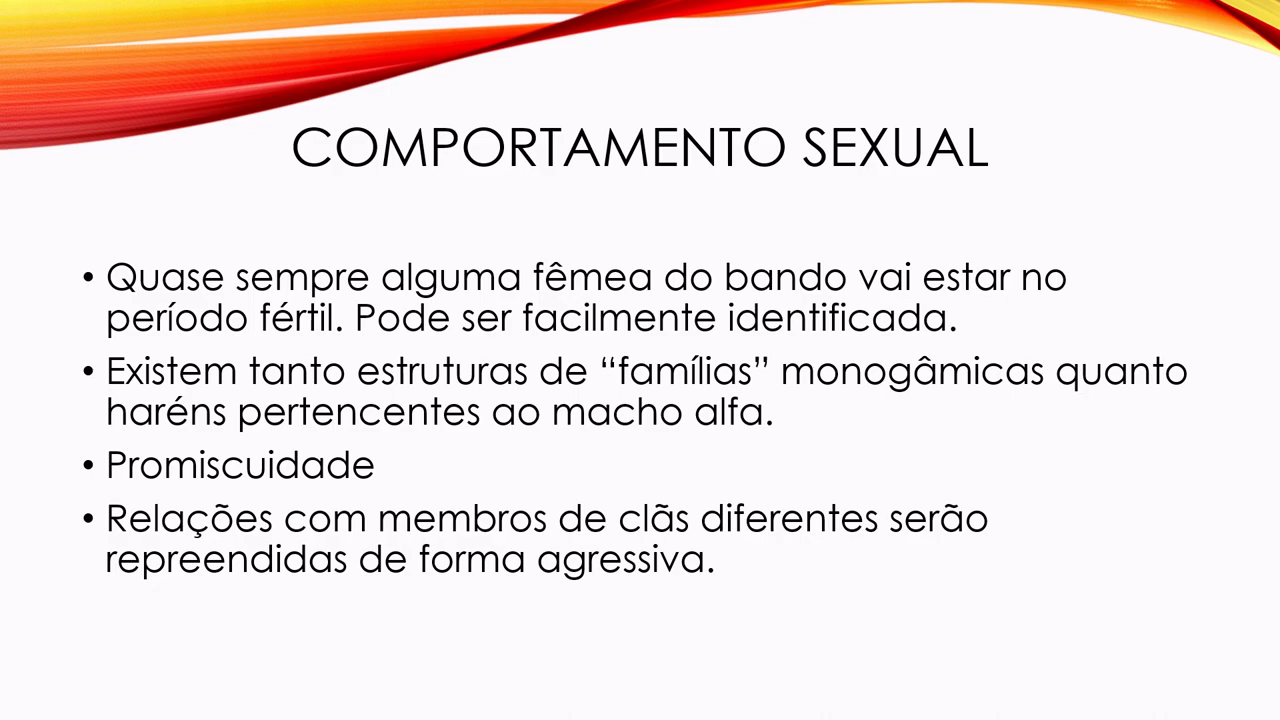 COMPORTAMENTO SEXUAL
• Quase sempre alguma fêmea do bando vai estar no
período fértil. Pode ser facilmente identificada.
• Existem tanto estruturas de “famílias” monogâmicas quanto
haréns pertencentes ao macho alfa.
• Promiscuidade
• Relações com membros de clãs diferentes serão
repreendidas de forma agressiva.